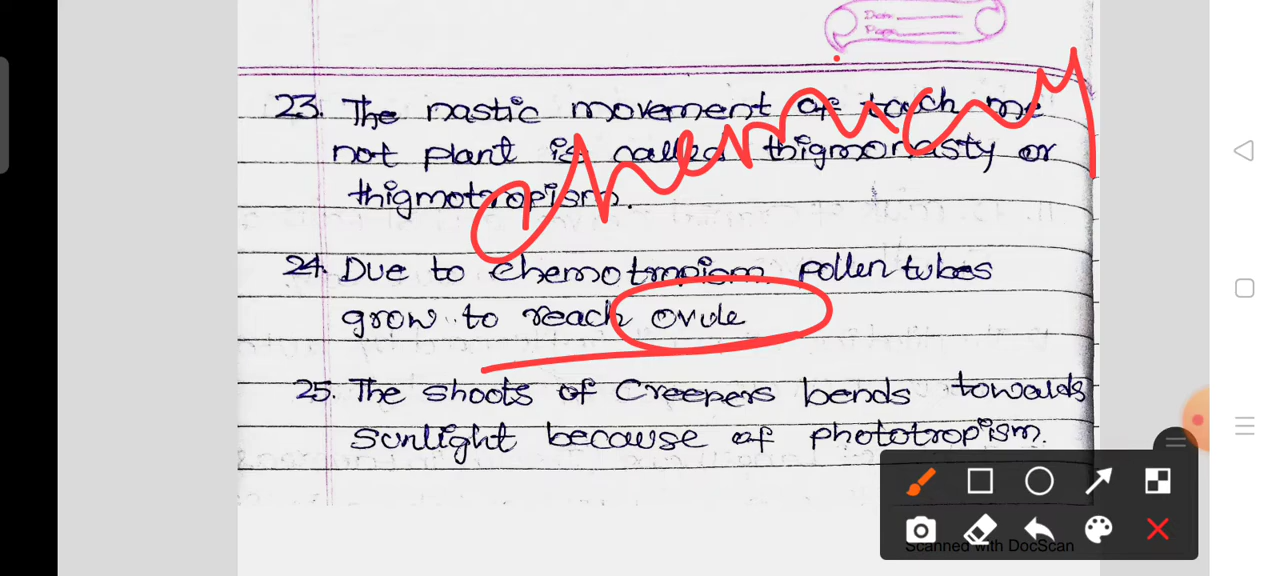 Date
Page
23. The nastic movement of touch me
not plant is called thigmonasty or
thigmotropism.
24. Due to chemotropism pollen tubes
grow to reach ovule
25. The shoots of Creepers bends towards
sunlight because of phototropism.
Scanned with DocScan